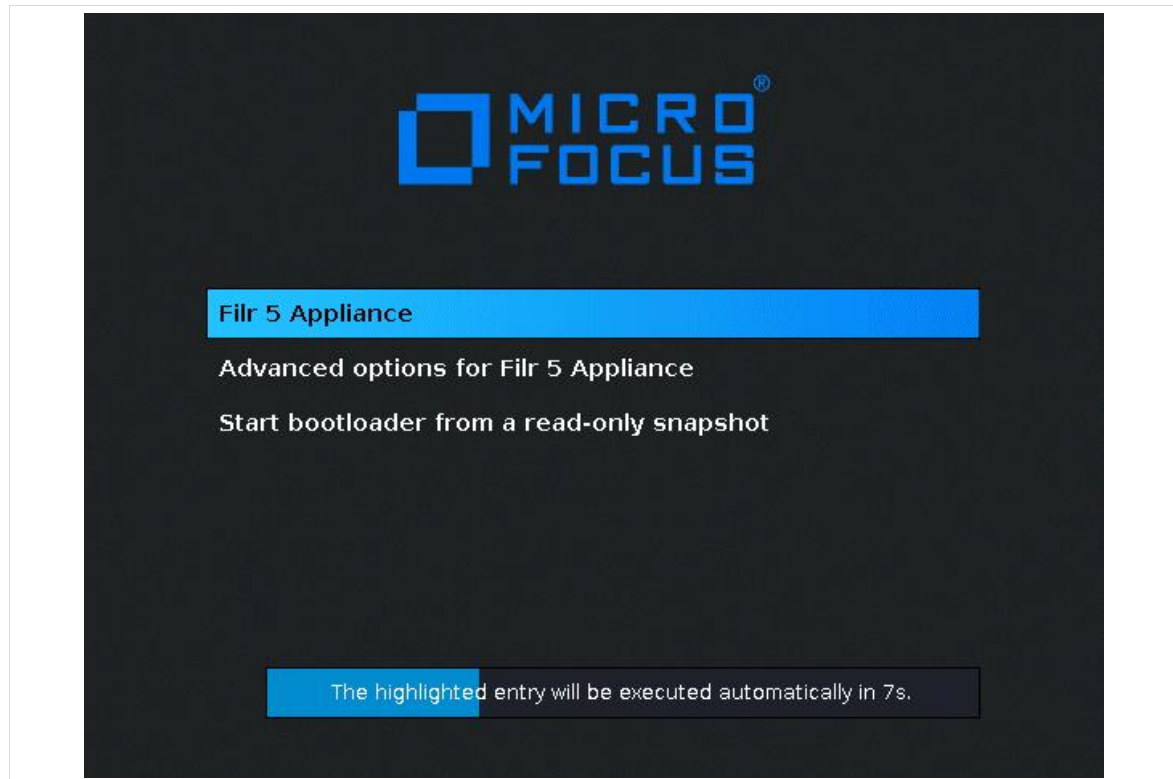 MICRO®
FOCUS
Filr 5 Appliance
Advanced options for Filr 5 Appliance
Start bootloader from a read-only snapshot
The highlighted entry will be executed automatically in 7s.